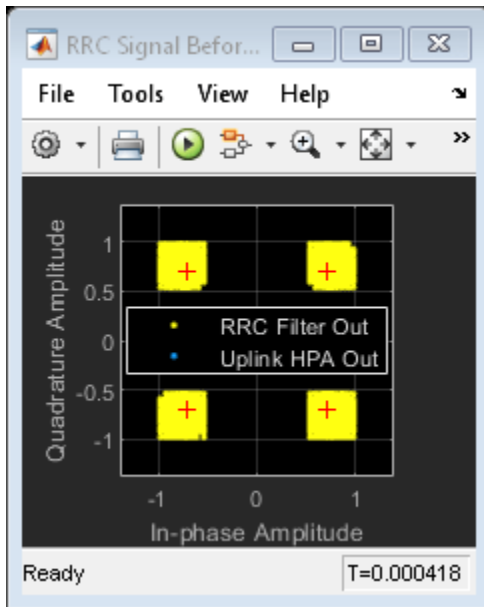 RRC Signal Befor...
File Tools View Help
Quadrature Amplitude
1
0.5
0
-0.5
-1
RRC Filter Out
Uplink HPA Out
-1 0 1
In-phase Amplitude
Ready T=0.000418